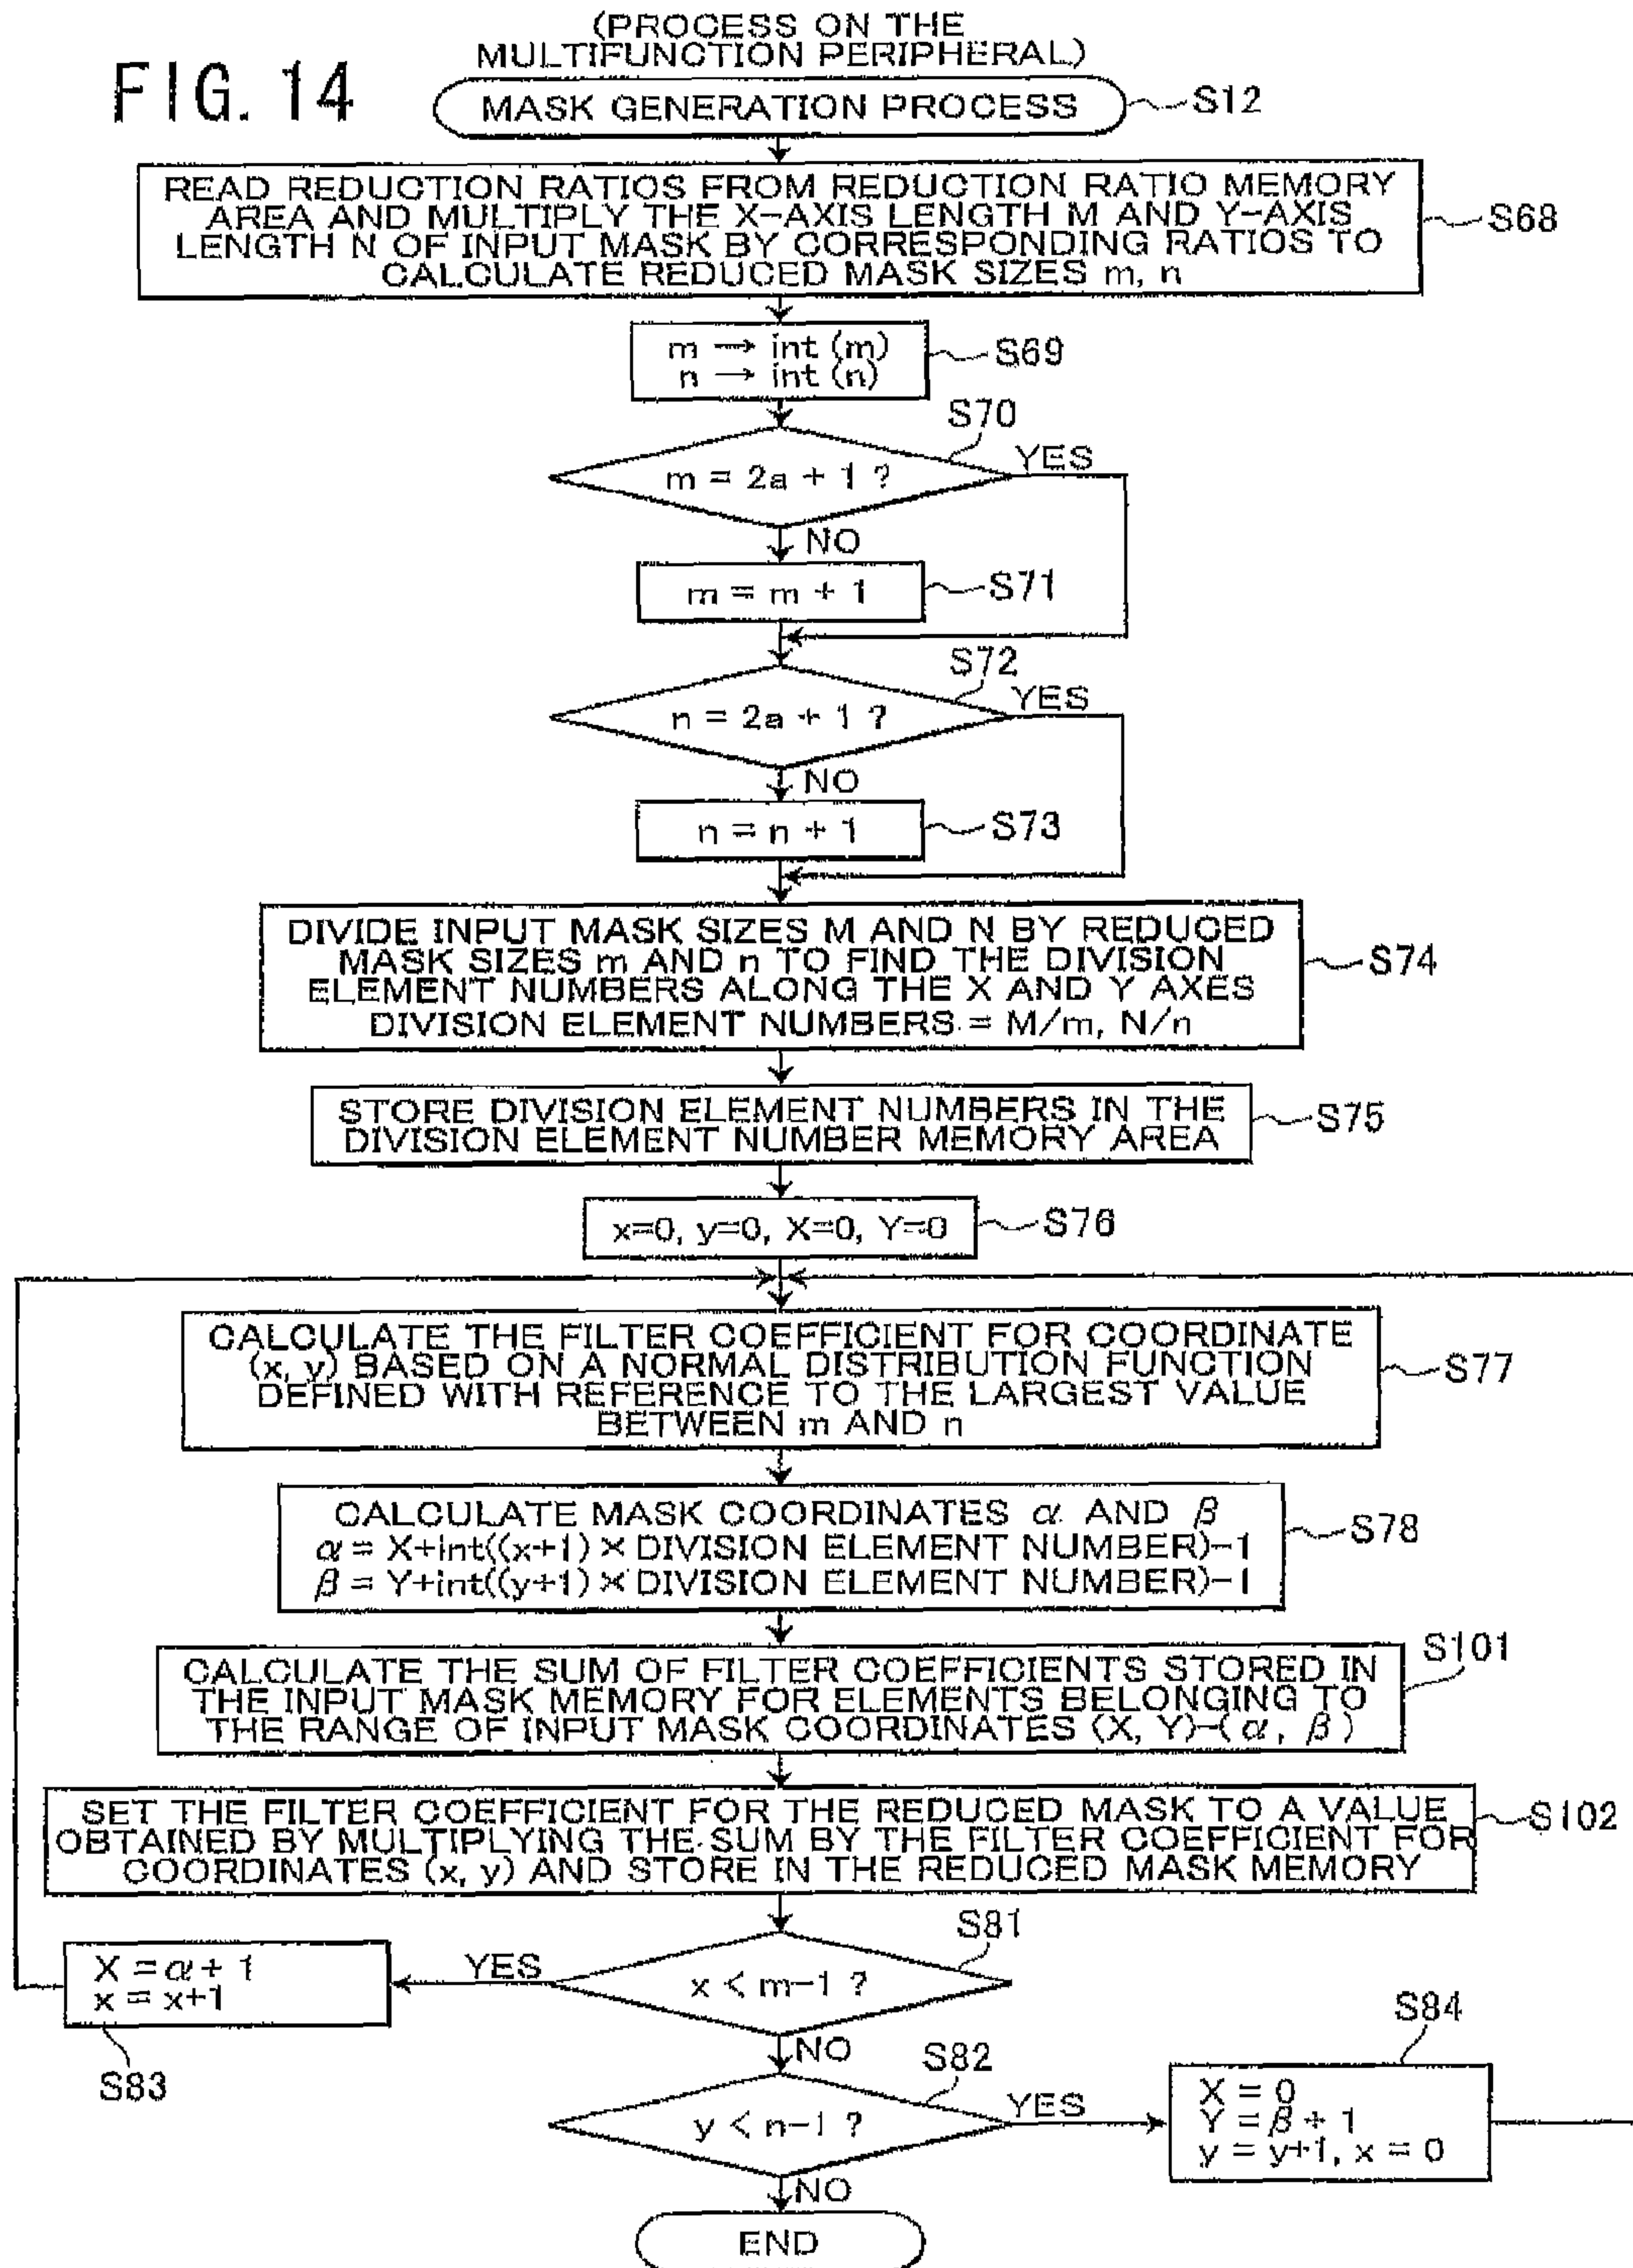 (PROCESS ON THE
MULTIFUNCTION PERIPHERAL)
FIG. 14
MASK GENERATION PROCESS
S12
READ REDUCTION RATIOS FROM REDUCTION RATIO MEMORY
AREA AND MULTIPLY THE X-AXIS LENGTH M AND Y-AXIS
LENGTH N OF INPUT MASK BY CORRESPONDING RATIOS TO
CALCULATE REDUCED MASK SIZES m, n
S68
m → int (m)
n → int (n)
S69
S70
m = 2a + 1 ?
YES
NO
m = m + 1
S71
S72
n = 2a + 1 ?
YES
NO
n = n + 1
S73
DIVIDE INPUT MASK SIZES M AND N BY REDUCED
MASK SIZES m AND n TO FIND THE DIVISION
ELEMENT NUMBERS ALONG THE X AND Y AXES
DIVISION ELEMENT NUMBERS = M/m, N/n
S74
STORE DIVISION ELEMENT NUMBERS IN THE
DIVISION ELEMENT NUMBER MEMORY AREA
S75
x=0, y=0, X=0, Y=0
S76
CALCULATE THE FILTER COEFFICIENT FOR COORDINATE
(x, y) BASED ON A NORMAL DISTRIBUTION FUNCTION
DEFINED WITH REFERENCE TO THE LARGEST VALUE
BETWEEN m AND n
S77
CALCULATE MASK COORDINATES α AND β
α = X+int((x+1) × DIVISION ELEMENT NUMBER)-1
β = Y+int((y+1) × DIVISION ELEMENT NUMBER)-1
S78
CALCULATE THE SUM OF FILTER COEFFICIENTS STORED IN
THE INPUT MASK MEMORY FOR ELEMENTS BELONGING TO
THE RANGE OF INPUT MASK COORDINATES (X, Y)-(α, β)
S101
SET THE FILTER COEFFICIENT FOR THE REDUCED MASK TO A VALUE
OBTAINED BY MULTIPLYING THE SUM BY THE FILTER COEFFICIENT FOR
COORDINATES (x, y) AND STORE IN THE REDUCED MASK MEMORY
S102
S81
x < m-1 ?
YES
X = α + 1
x = x+1
S83
NO
S82
y < n-1 ?
YES
S84
X = 0
Y = β + 1
y = y+1, x = 0
NO
END